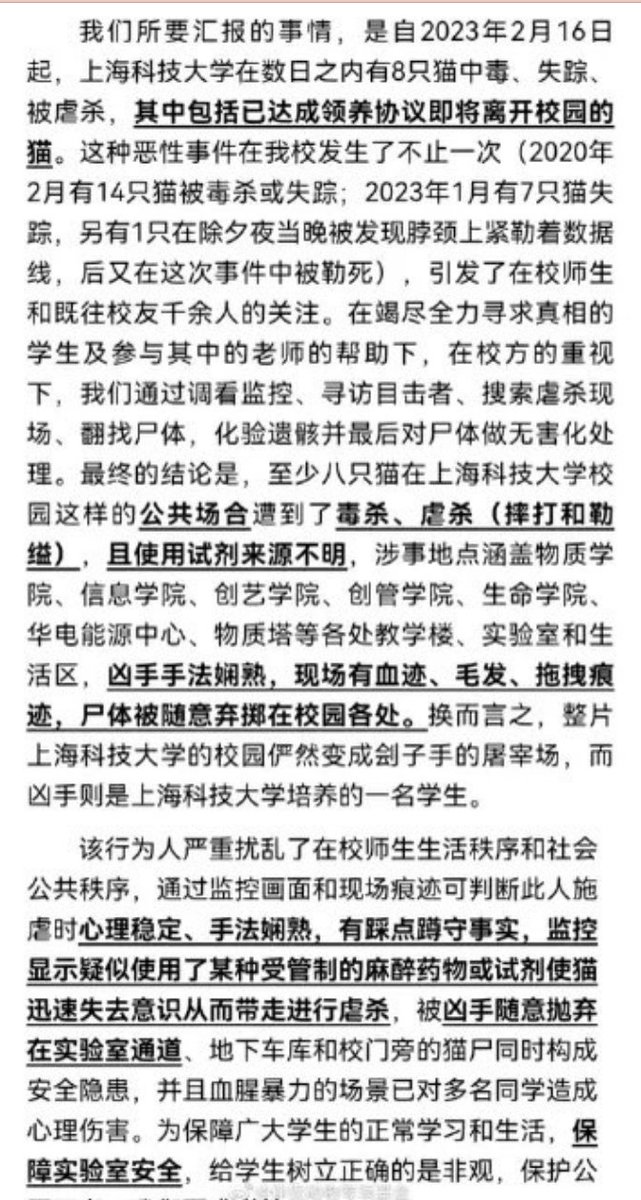 我们所要汇报的事情，是自2023年2月16日
起，上海科技大学在数日之内有8只猫中毒、失踪、
被虐杀，其中包括已达成领养协议即将离开校园的
猫。这种恶性事件在我校发生了不止一次（2020年
2月有14只猫被毒杀或失踪；2023年1月有7只猫失
踪，另有1只在除夕夜当晚被发现脖颈上紧勒着数据
线，后又在这次事件中被勒死），引发了在校师生
和既往校友千余人的关注。在竭尽全力寻求真相的
学生及参与其中的老师的帮助下，在校方的重视
下，我们通过调看监控、寻访目击者、搜索虐杀现
场、翻找尸体，化验遗骸并最后对尸体做无害化处
理。最终的结论是，至少八只猫在上海科技大学校
园这样的公共场合遭到了毒杀、虐杀（摔打和勒
缢），且使用试剂来源不明，涉事地点涵盖物质学
院、信息学院、创艺学院、创管学院、生命学院、
华电能源中心、物质塔等各处教学楼、实验室和生
活区，凶手手法娴熟，现场有血迹、毛发、拖拽痕
迹，尸体被随意弃掷在校园各处。换而言之，整片
上海科技大学的校园俨然变成刽子手的屠宰场，而
凶手则是上海科技大学培养的一名学生。
该行为人严重扰乱了在校师生生活秩序和社会
公共秩序，通过监控画面和现场痕迹可判断此人施
虐时心理稳定、手法娴熟，有踩点蹲守事实，监控
显示疑似使用了某种受管制的麻醉药物或试剂使猫
迅速失去意识从而带走进行虐杀，被凶手随意抛弃
在实验室通道、地下车库和校门旁的猫尸同时构成
安全隐患，并且血腥暴力的场景已对多名同学造成
心理伤害。为保障广大学生的正常学习和生活，保
障实验室安全，给学生树立正确的是非观，保护公